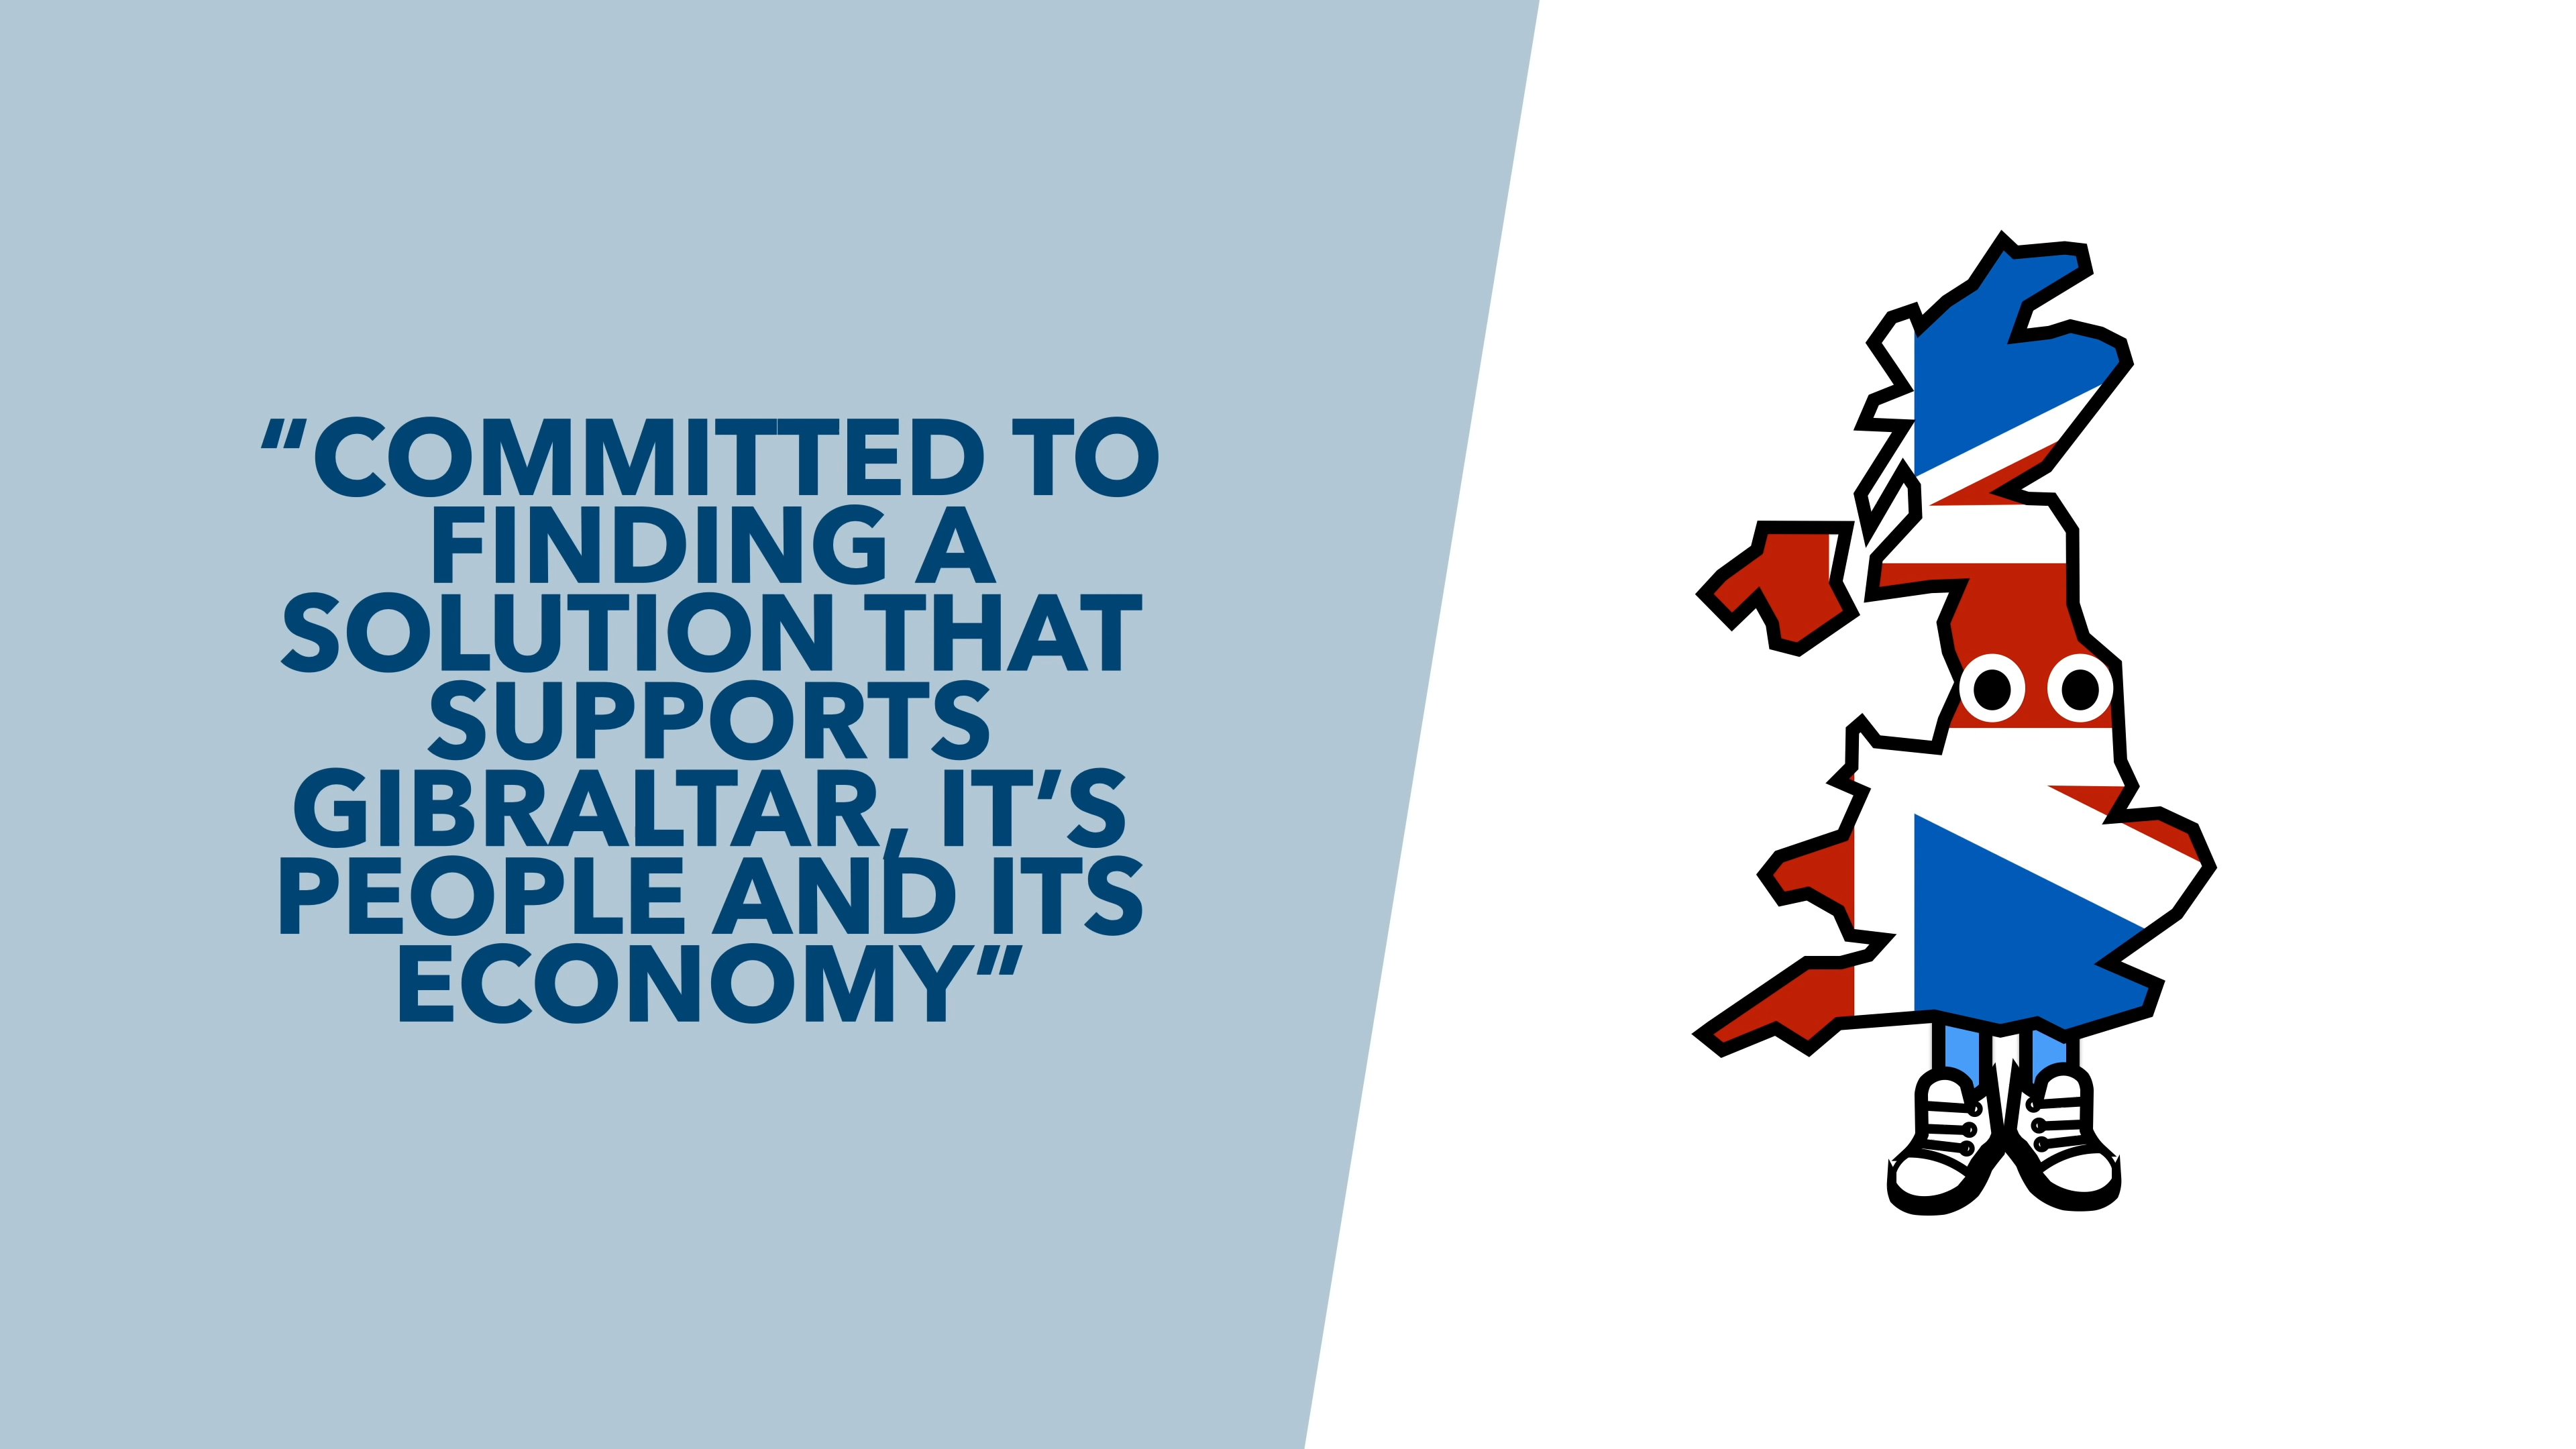 “COMMITTED TO
FINDING A
SOLUTION THAT
SUPPORTS
GIBRALTAR, IT’S
PEOPLE AND ITS
ECONOMY”